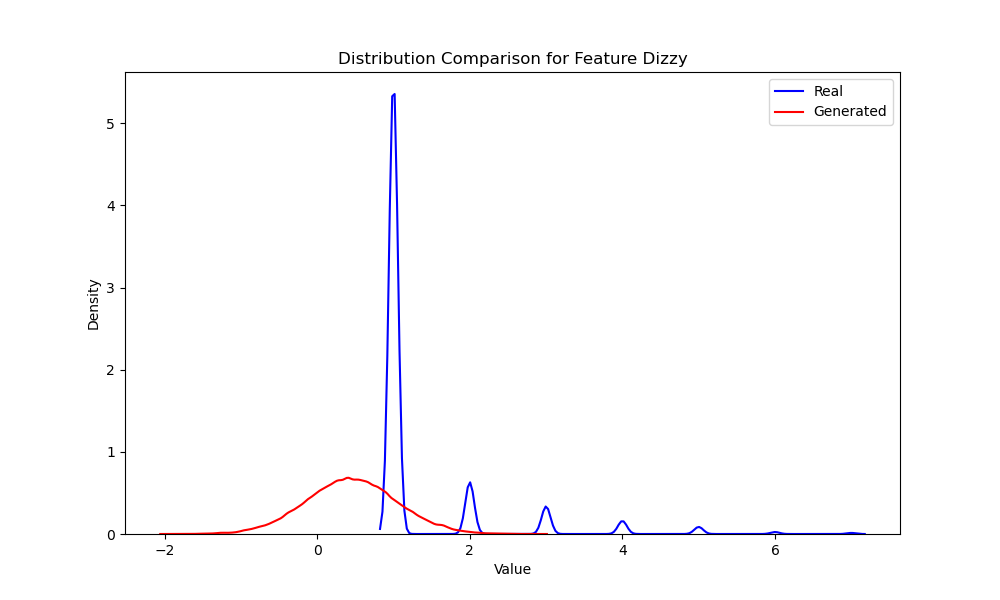 Distribution Comparison for Feature Dizzy
Real
Generated
5
4
3
2
1
0
Density
−2
0
2
4
6
Value